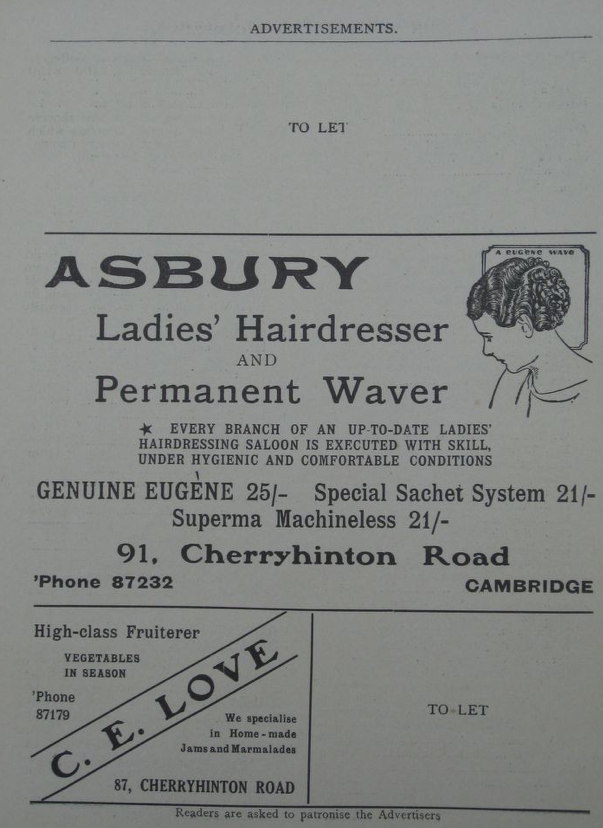 ADVERTISEMENTS.
TO LET
ASBURY
A EUGENE WAVE
Ladies' Hairdresser
AND
Permanent Waver
★ EVERY BRANCH OF AN UP-TO-DATE LADIES'
HAIRDRESSING SALOON IS EXECUTED WITH SKILL,
UNDER HYGIENIC AND COMFORTABLE CONDITIONS
GENUINE EUGÈNE 25/- Special Sachet System 21/-
Superma Machineless 21/-
91, Cherryhinton Road
'Phone 87232 CAMBRIDGE
High-class Fruiterer
VEGETABLES
IN SEASON
'Phone
87179
C. E. LOVE
We specialise
in Home-made
Jams and Marmalades
87, CHERRYHINTON ROAD
TO LET
Readers are asked to patronise the Advertisers